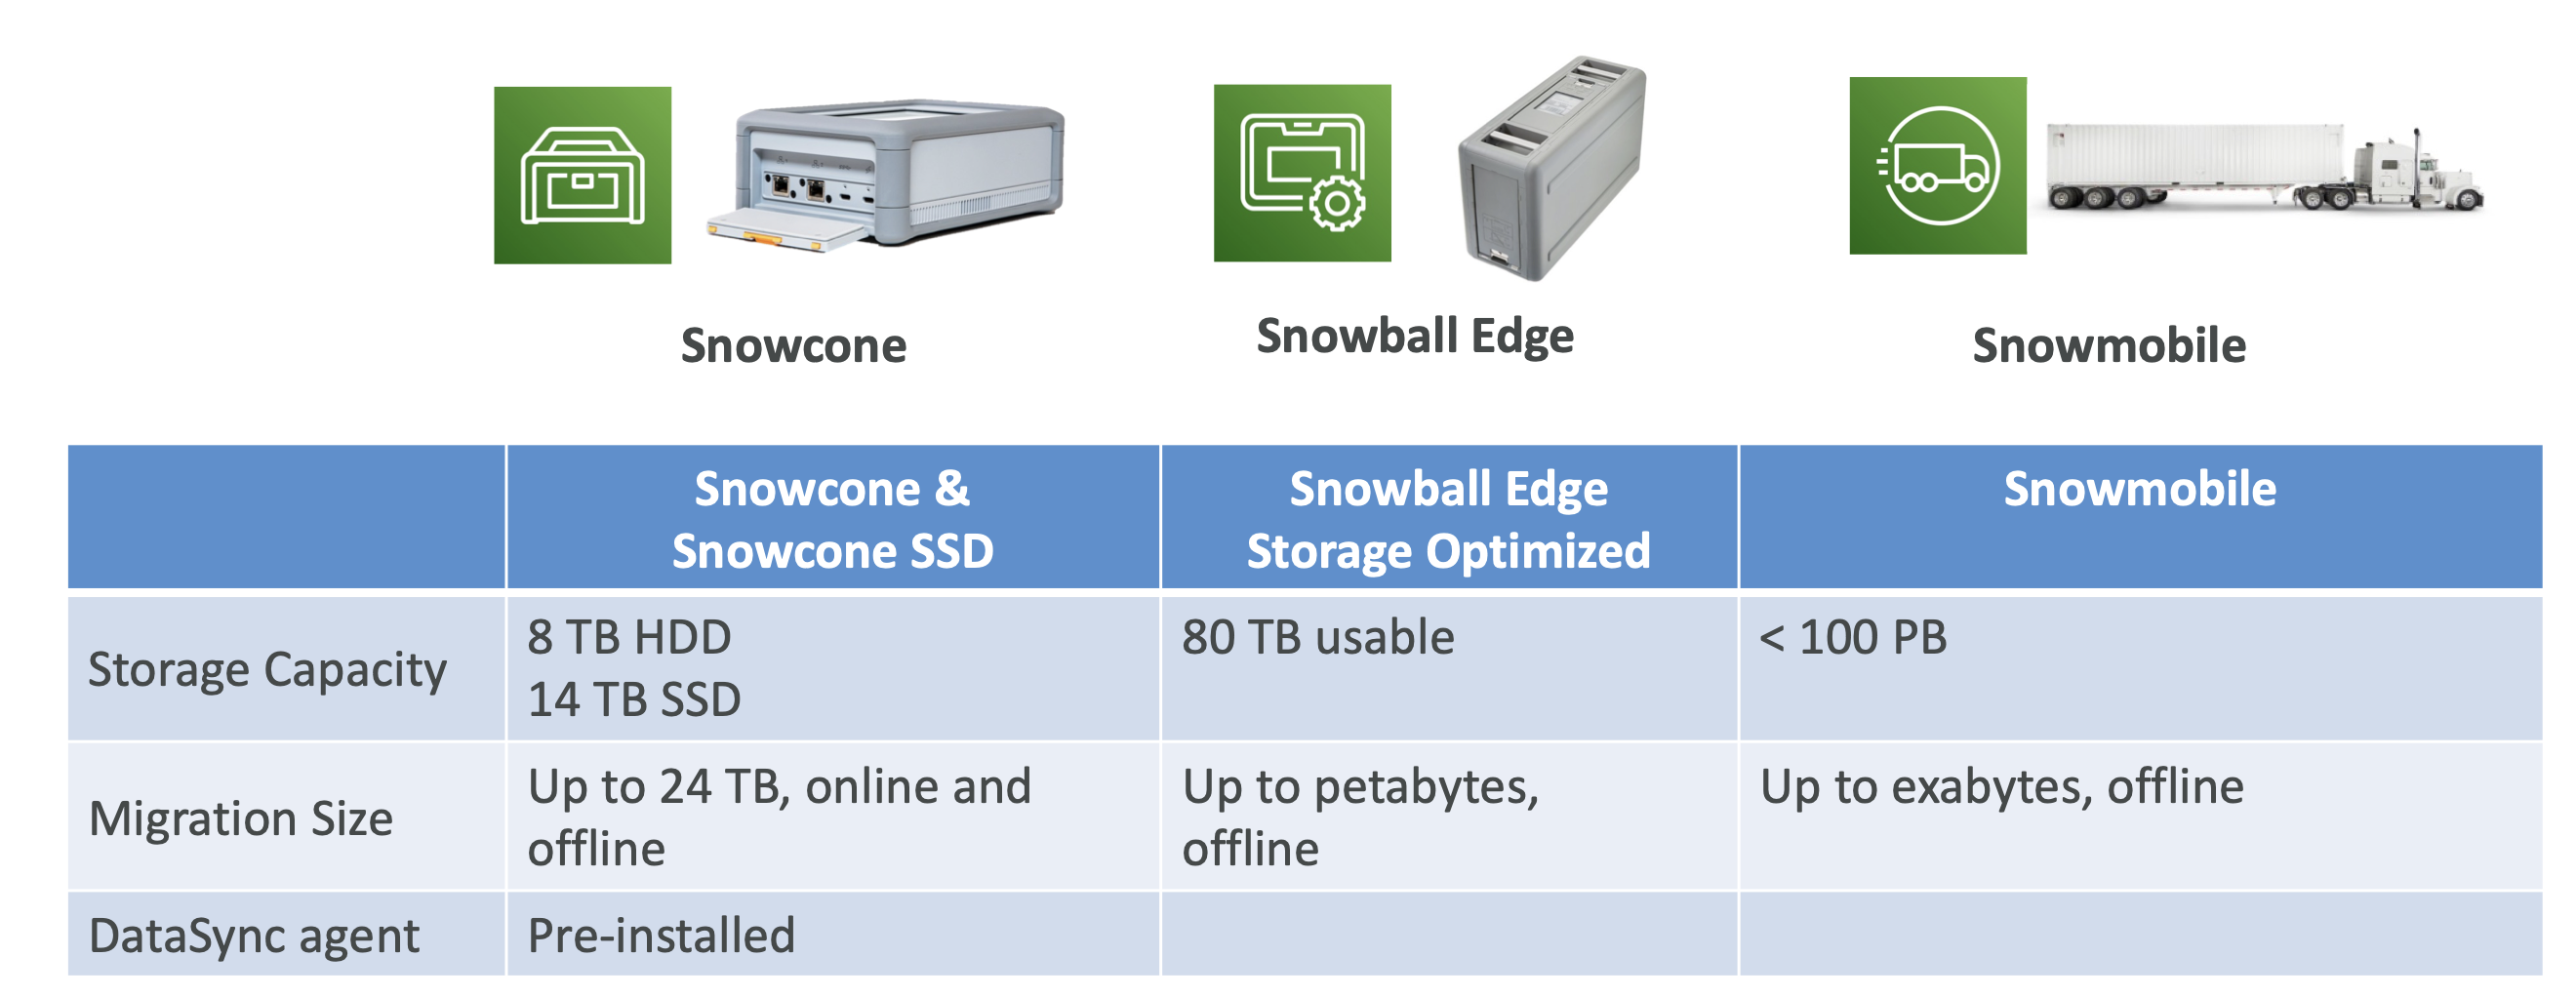 Snowcone
Snowball Edge
Snowmobile
Snowcone &
Snowcone SSD
Snowball Edge
Storage Optimized
Snowmobile
Storage Capacity
8 TB HDD
14 TB SSD
80 TB usable
< 100 PB
Migration Size
Up to 24 TB, online and
offline
Up to petabytes,
offline
Up to exabytes, offline
DataSync agent
Pre-installed